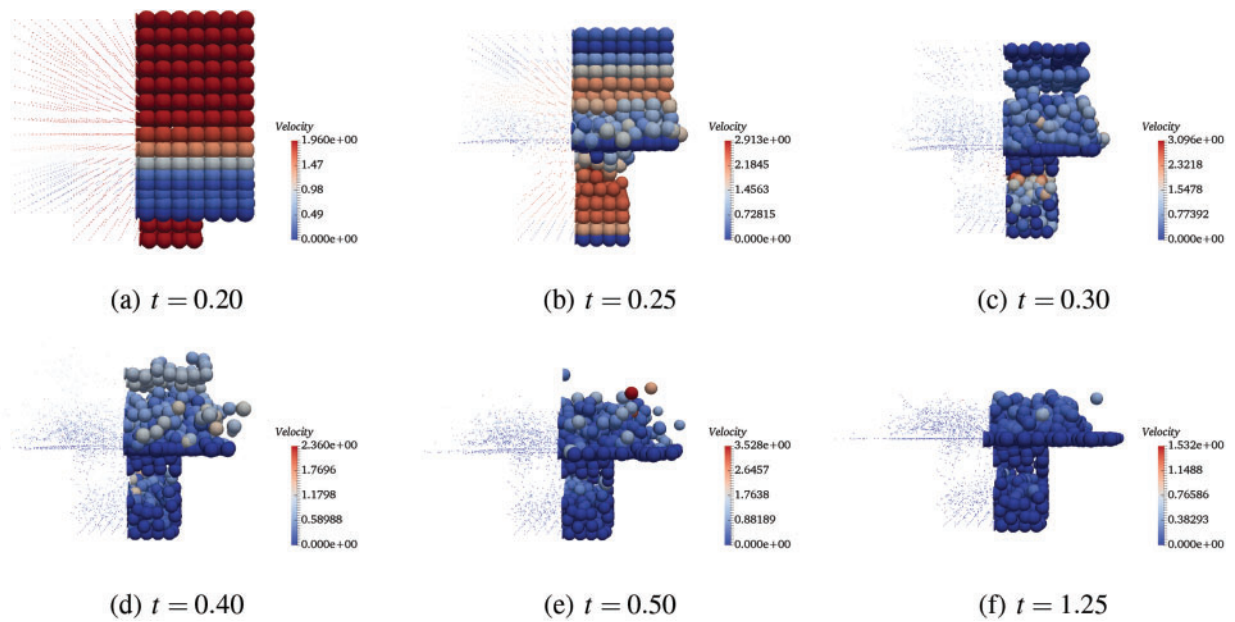 Velocity
1.960e+00
1.47
0.98
0.49
0.000e+00
(a) t = 0.20
Velocity
2.913e+00
2.1845
1.4563
0.72815
0.000e+00
(b) t = 0.25
Velocity
3.096e+00
2.3218
1.5478
0.77392
0.000e+00
(c) t = 0.30
Velocity
2.360e+00
1.7696
1.1798
0.58988
0.000e+00
(d) t = 0.40
Velocity
3.528e+00
2.6457
1.7638
0.88189
0.000e+00
(e) t = 0.50
Velocity
1.532e+00
1.1488
0.76586
0.38293
0.000e+00
(f) t = 1.25